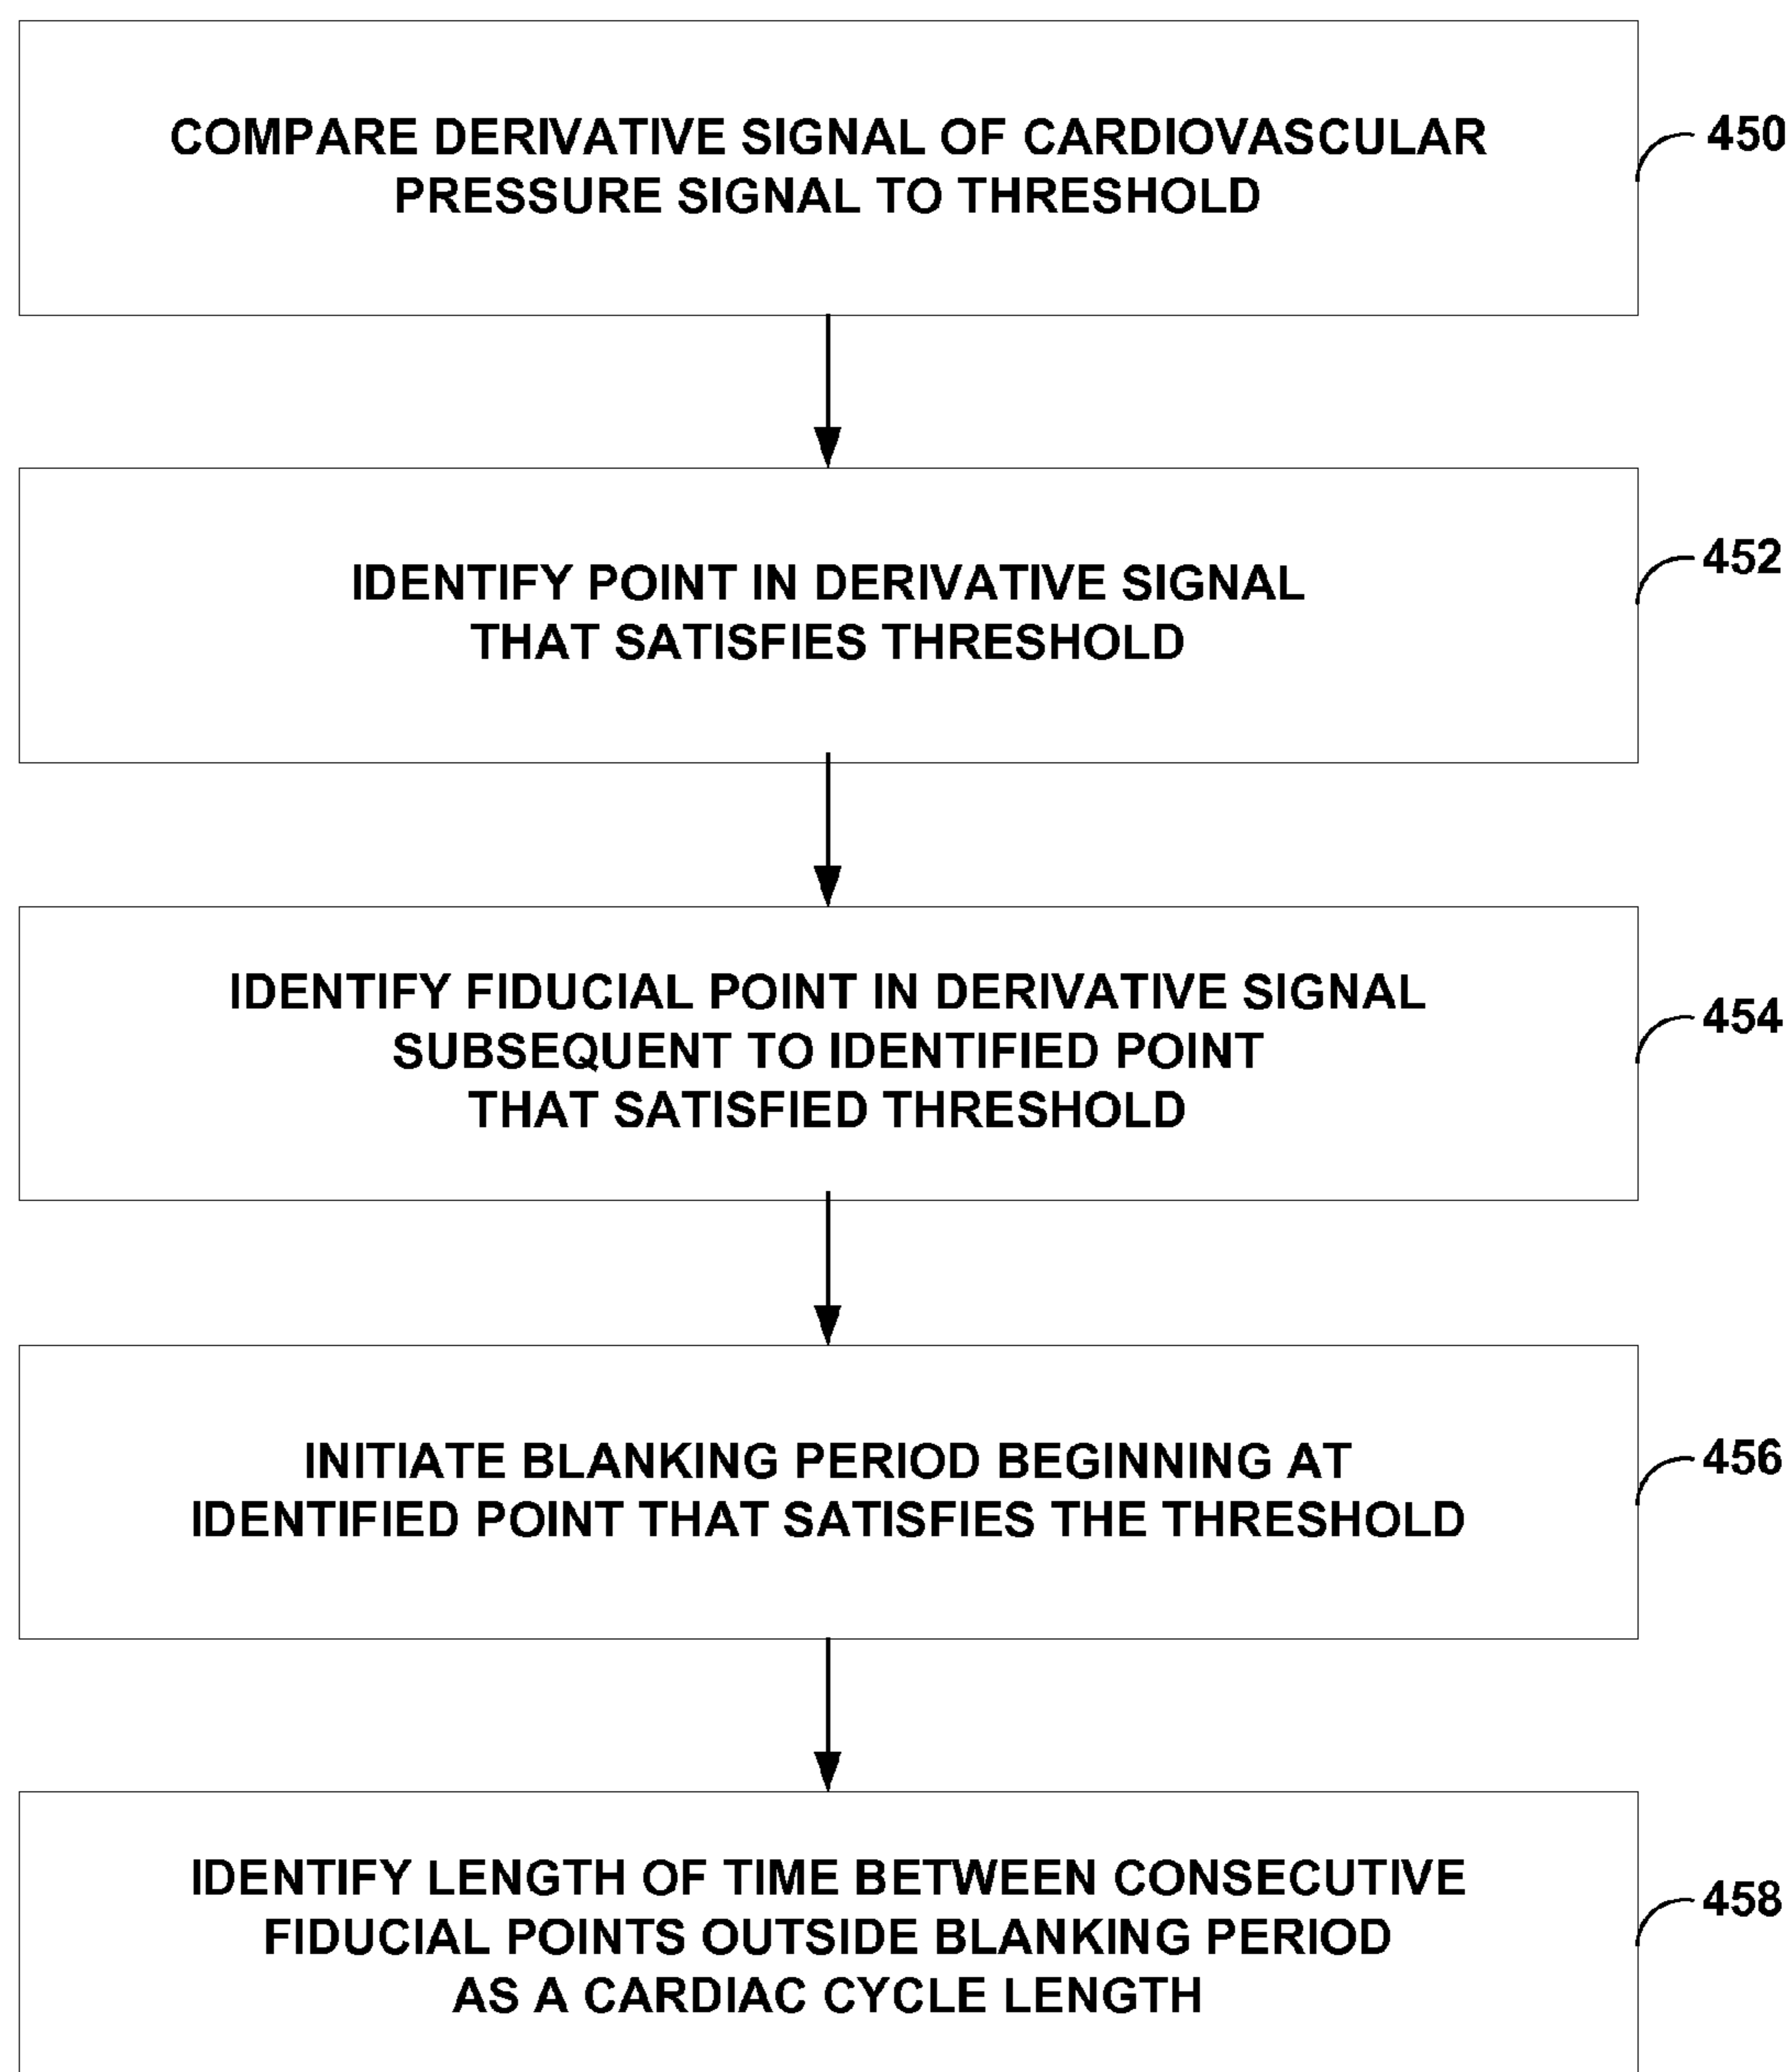 COMPARE DERIVATIVE SIGNAL OF CARDIOVASCULAR
PRESSURE SIGNAL TO THRESHOLD
450
IDENTIFY POINT IN DERIVATIVE SIGNAL
THAT SATISFIES THRESHOLD
452
IDENTIFY FIDUCIAL POINT IN DERIVATIVE SIGNAL
SUBSEQUENT TO IDENTIFIED POINT
THAT SATISFIED THRESHOLD
454
INITIATE BLANKING PERIOD BEGINNING AT
IDENTIFIED POINT THAT SATISFIES THE THRESHOLD
456
IDENTIFY LENGTH OF TIME BETWEEN CONSECUTIVE
FIDUCIAL POINTS OUTSIDE BLANKING PERIOD
AS A CARDIAC CYCLE LENGTH
458